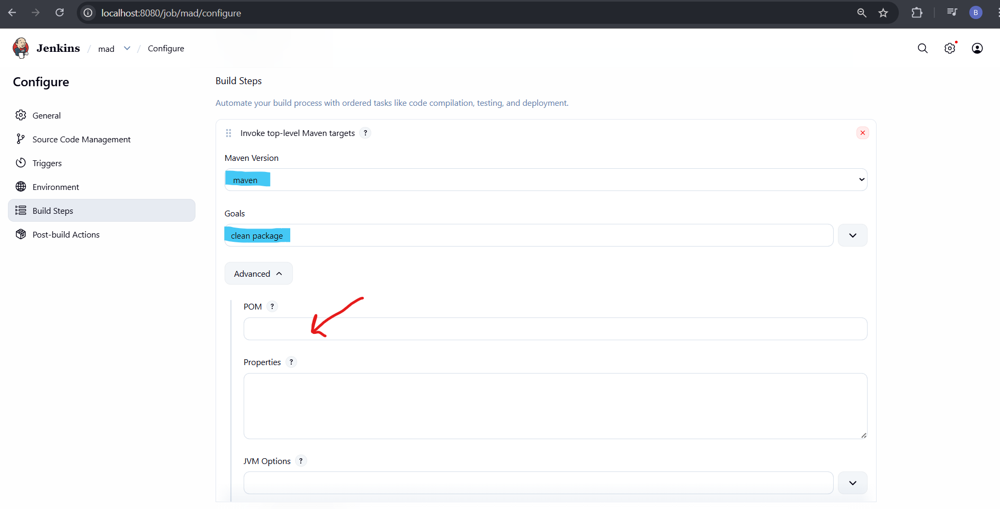 localhost:8080/job/mad/configure
B
Jenkins / mad / Configure
Configure
General
Source Code Management
Triggers
Environment
Build Steps
Post-build Actions
Build Steps
Automate your build process with ordered tasks like code compilation, testing, and deployment.
Invoke top-level Maven targets ?
Maven Version
maven
Goals
clean package
Advanced
POM ?
Properties ?
JVM Options ?